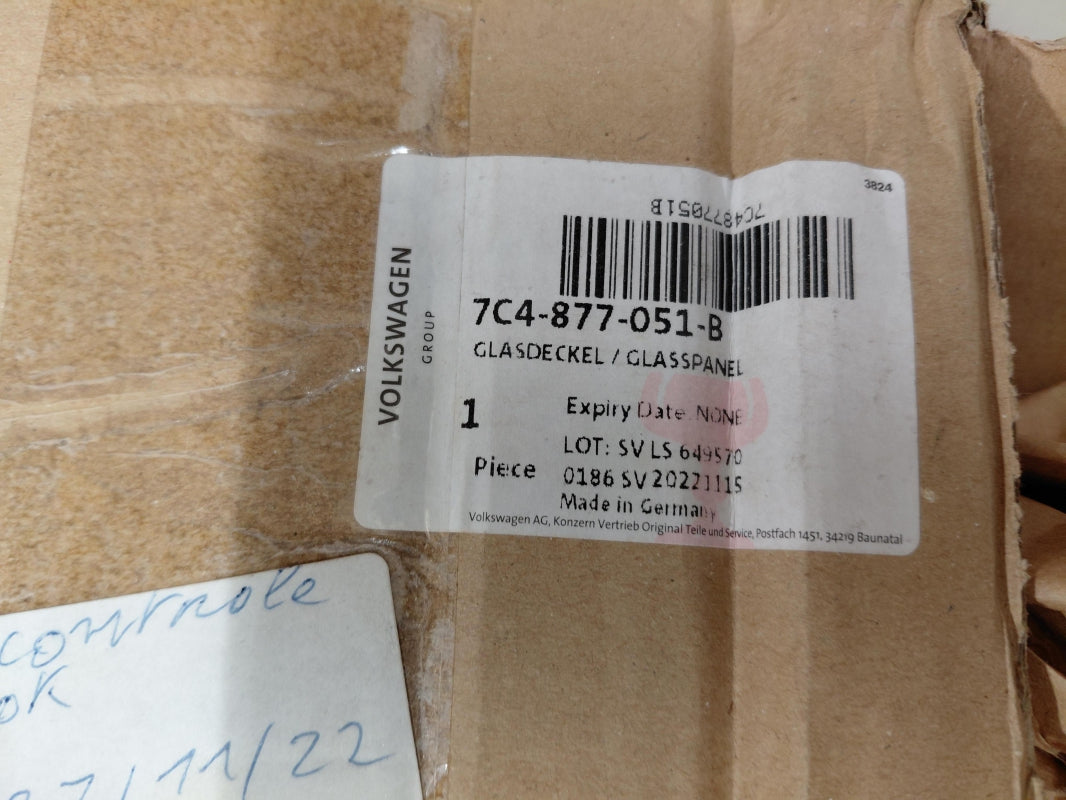 3824
7C4877051B
7C4-877-051-B
GLASDECKEL / GLASSPANEL
VOLKSWAGEN
GROUP
1
Piece
Expiry Date: NONE
LOT: SV LS 649570
0186 SV 20221115
Made in Germany
Volkswagen AG, Konzern Vertrieb Original Teile und Service, Postfach 1451, 34219 Baunatal
controle
ok
/11/22